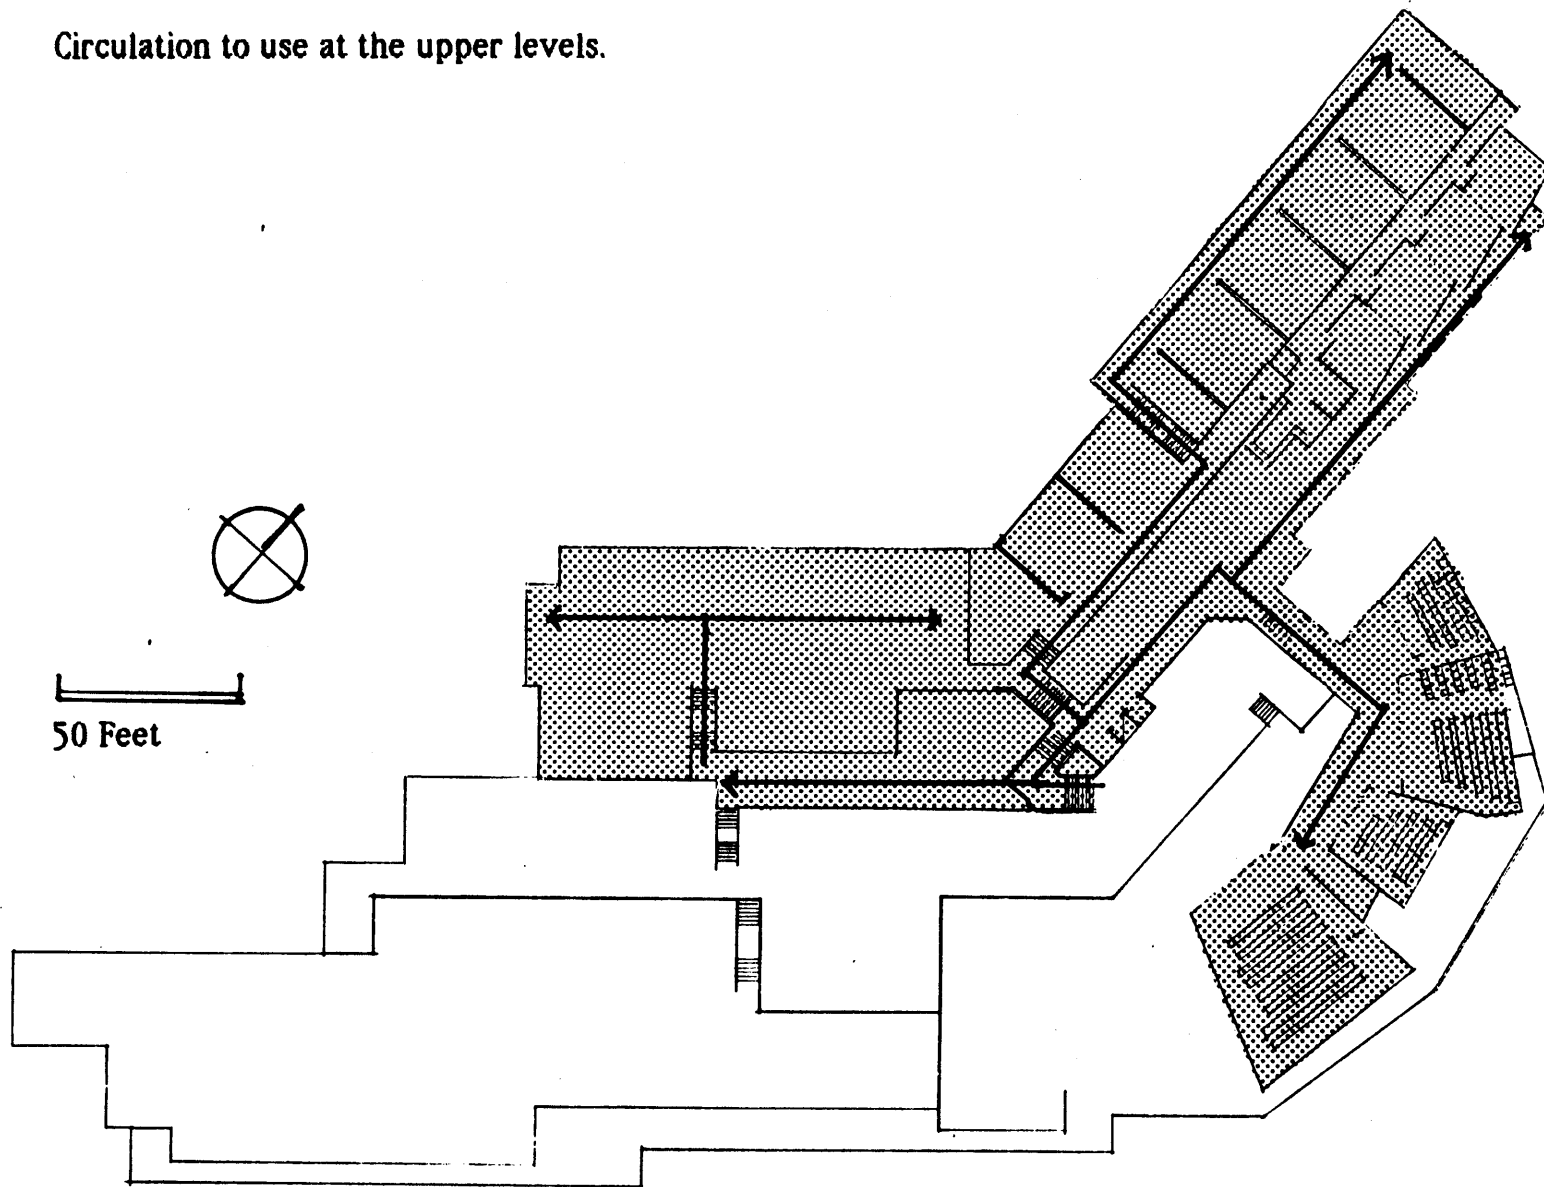 Circulation to use at the upper levels.
50 Feet